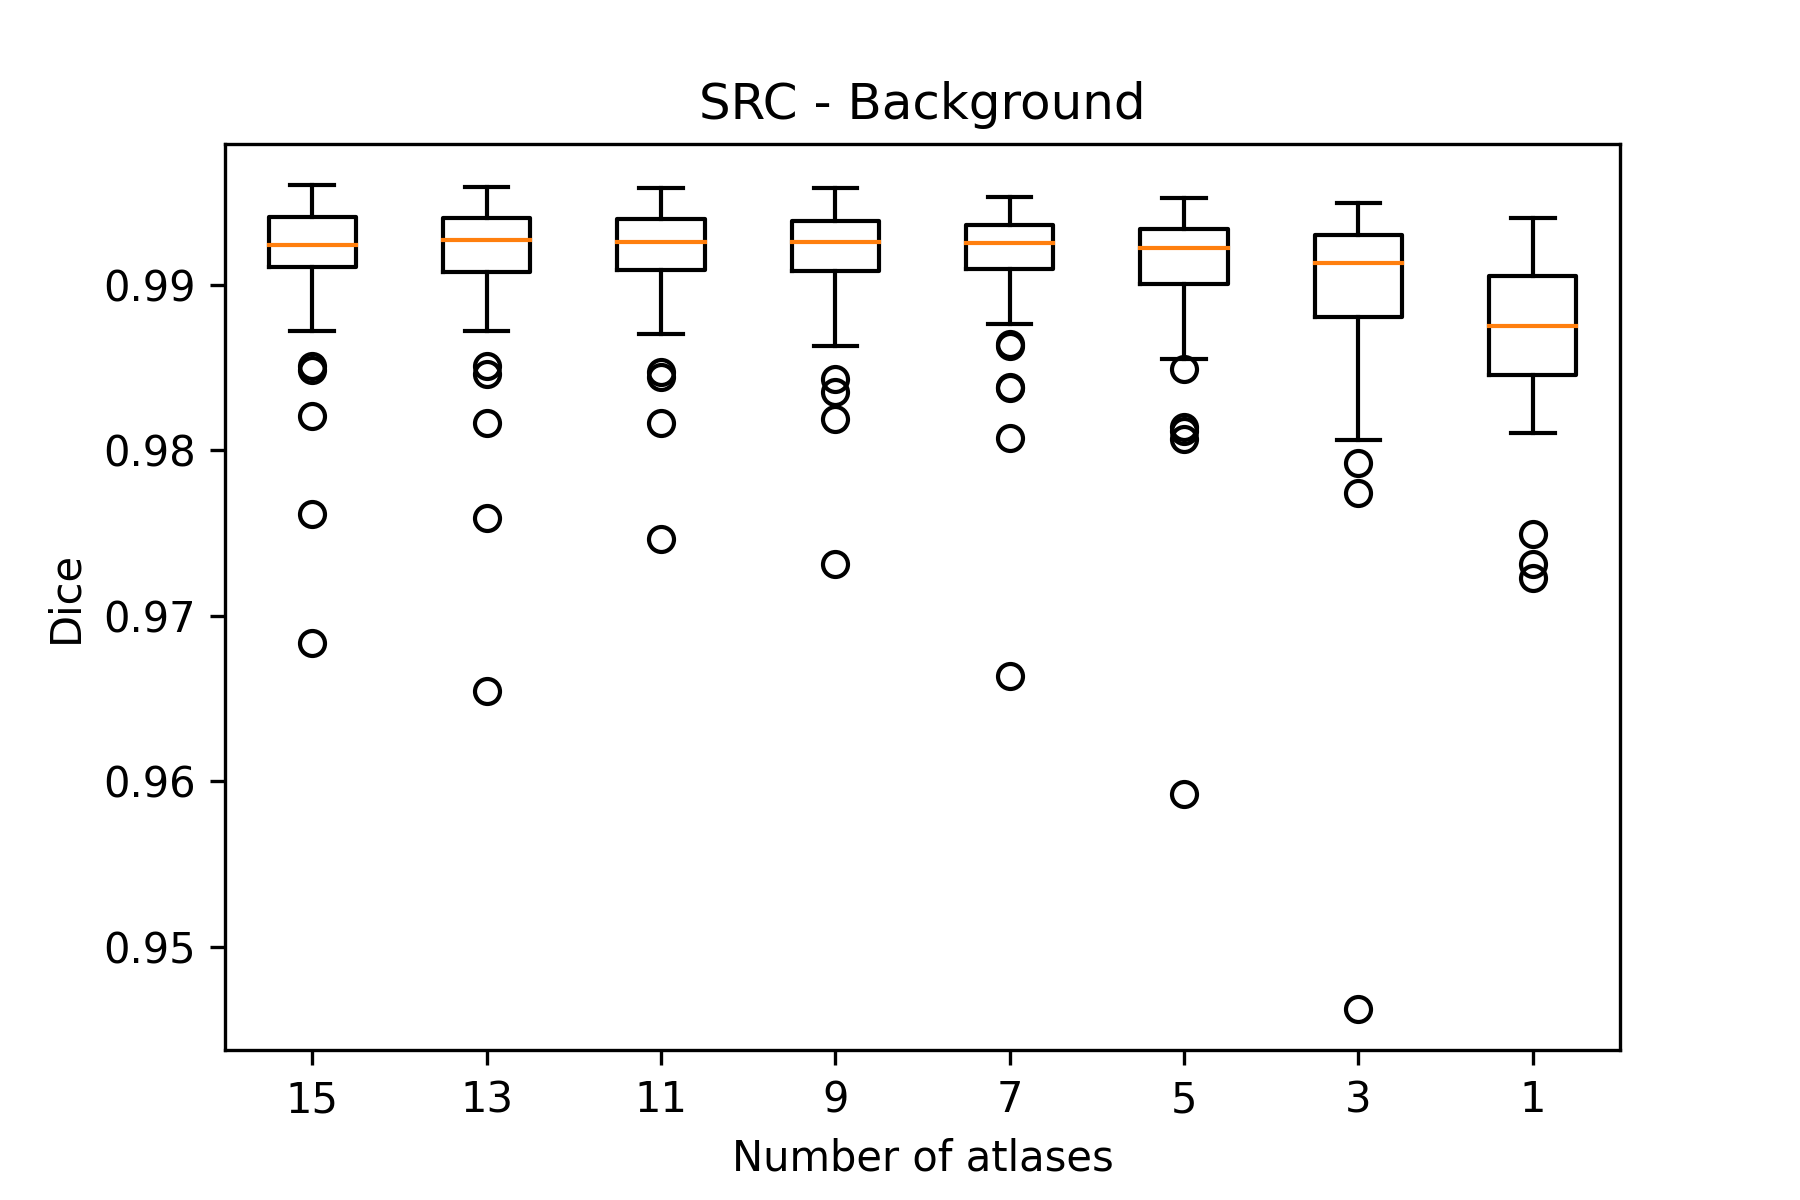 SRC - Background
0.99
0.98
0.97
0.96
0.95
Dice
15 13 11 9 7 5 3 1
Number of atlases